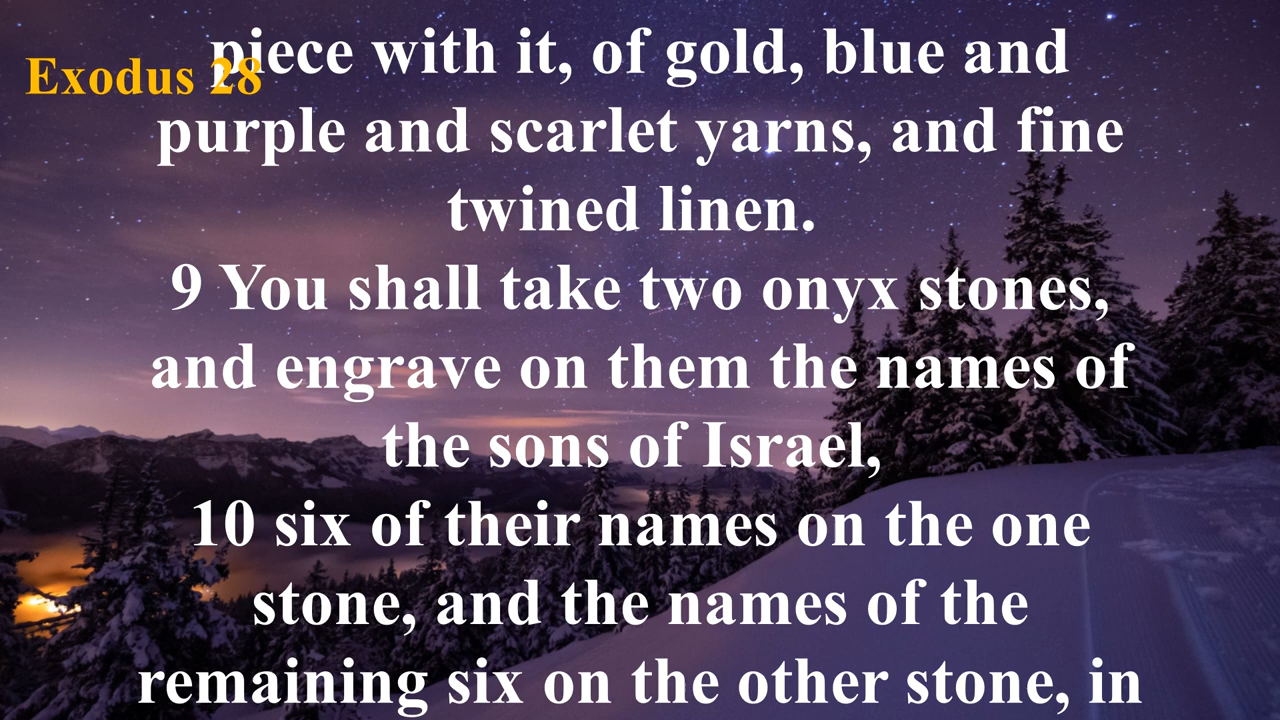 piece with it, of gold, blue and
Exodus 28
purple and scarlet yarns, and fine
twined linen.
9 You shall take two onyx stones,
and engrave on them the names of
the sons of Israel,
10 six of their names on the one
stone, and the names of the
remaining six on the other stone, in